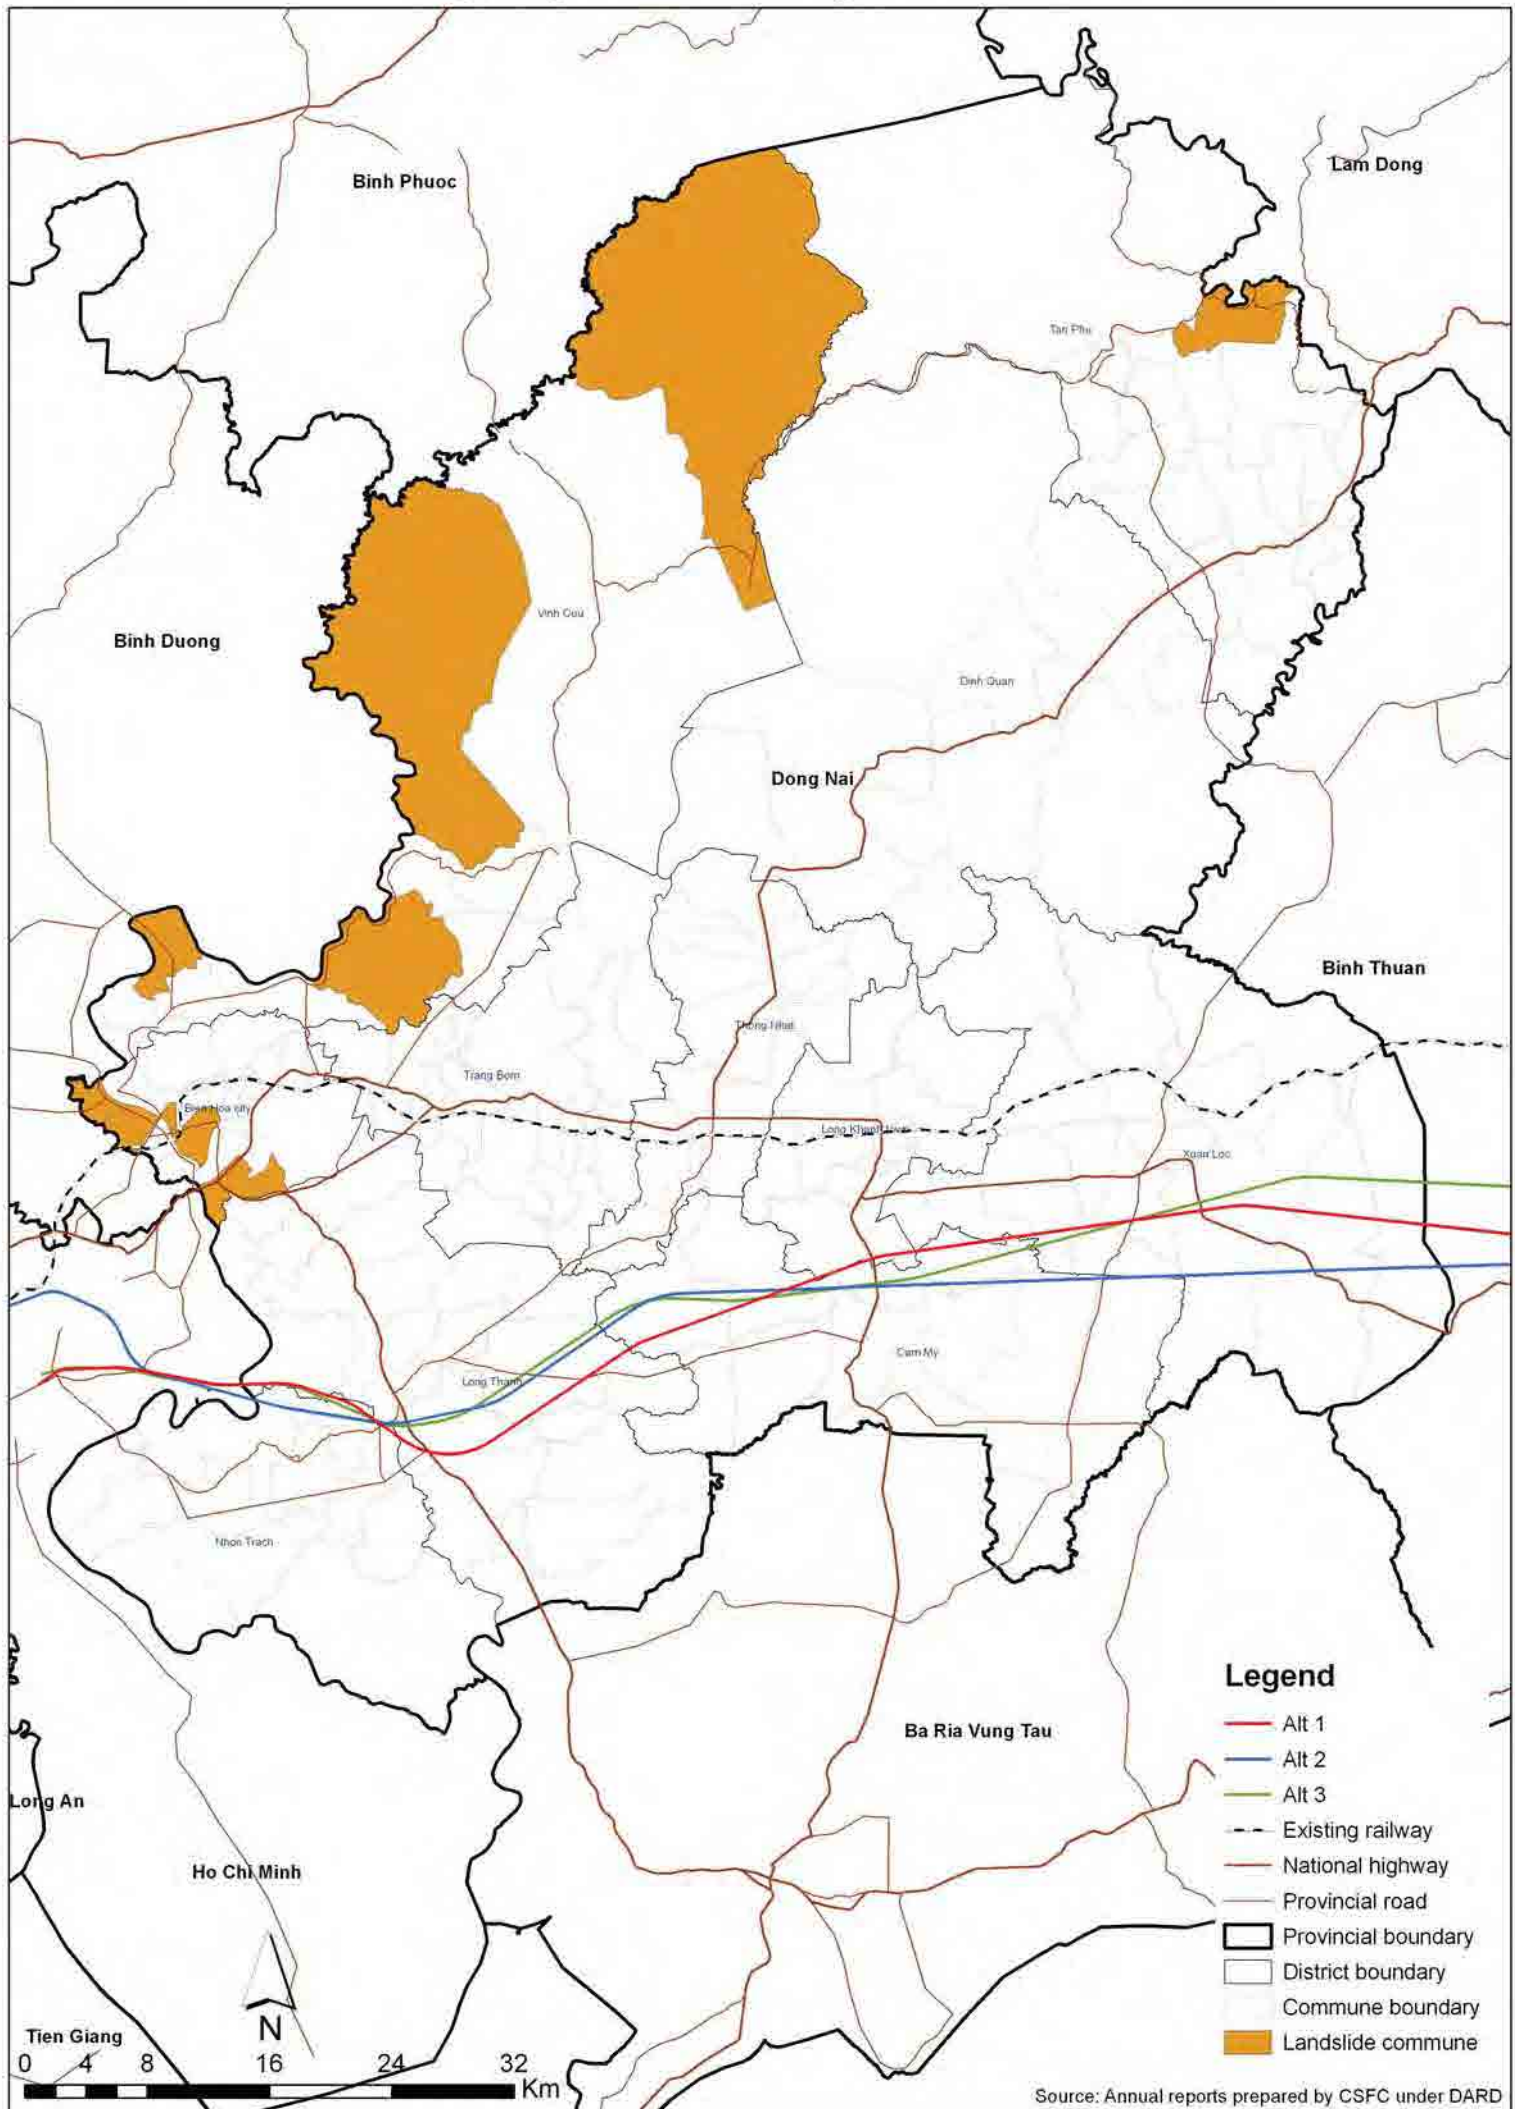 Binh Phuoc
Lam Dong
Tan Phu
Vinh Cuu
Binh Duong
Dinh Quan
Dong Nai
Binh Thuan
Thong Nhat
Trang Bom
Bien Hoa city
Long Khanh town
Xuan Loc
Cam My
Long Thanh
Nhon Trach
Legend
Alt 1
Alt 2
Alt 3
Existing railway
National highway
Provincial road
Provincial boundary
District boundary
Commune boundary
Landslide commune
Ba Ria Vung Tau
Long An
Ho Chi Minh
N
Tien Giang
0 4 8 16 24 32
Km
Source: Annual reports prepared by CSFC under DARD